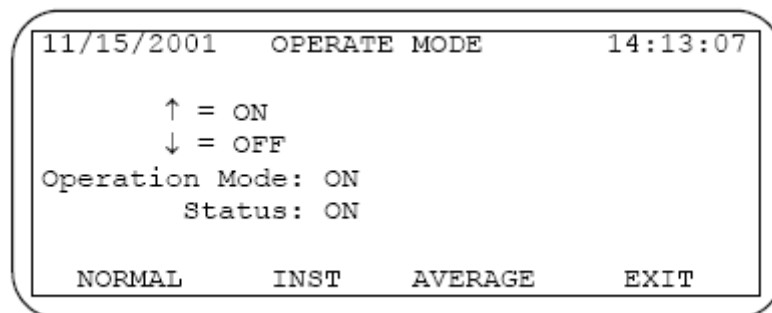 11/15/2001 OPERATE MODE 14:13:07
↑ = ON
↓ = OFF
Operation Mode: ON
Status: ON
NORMAL INST AVERAGE EXIT